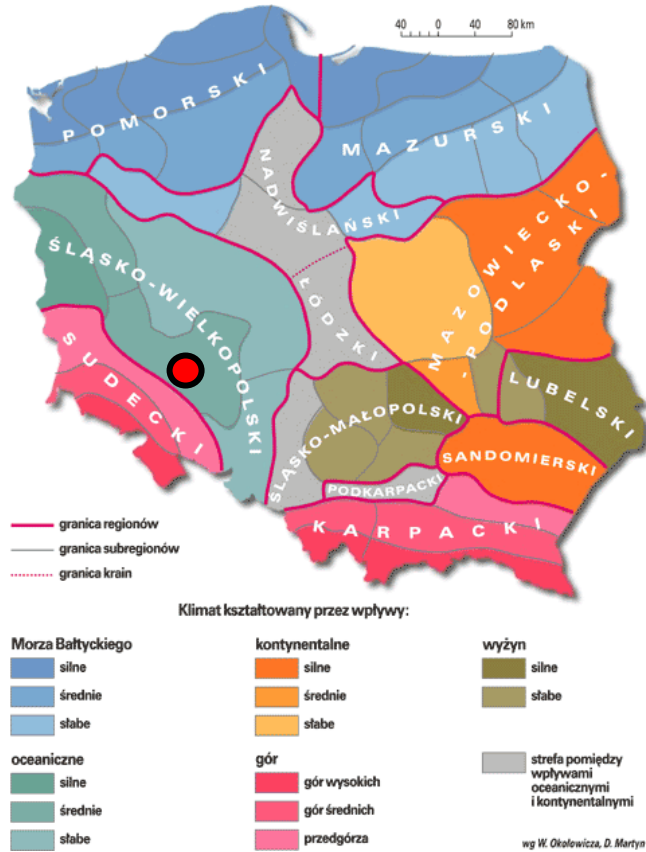 40 0 80 km
POMORSKI
MAZURSKI
NADWIŚLAŃSKI
MAZOWIECKO-
-PODLASKI
ŚLĄSKO-WIELKOPOLSKI
ŁÓDZKI
SUDECKI
LUBELSKI
ŚLĄSKO-MAŁOPOLSKI
SANDOMIERSKI
PODKARPACKI
KARPACKI
granica regionów
granica subregionów
granica krain
Klimat kształtowany przez wpływy:
Morza Bałtyckiego
silne
średnie
słabe
oceaniczne
silne
średnie
słabe
kontynentalne
silne
średnie
słabe
gór
gór wysokich
gór średnich
przedgórza
wyżyn
silne
słabe
strefa pomiędzy
wpływami
oceanicznymi
i kontynentalnymi
wg W. Okołowicza, D. Martyn